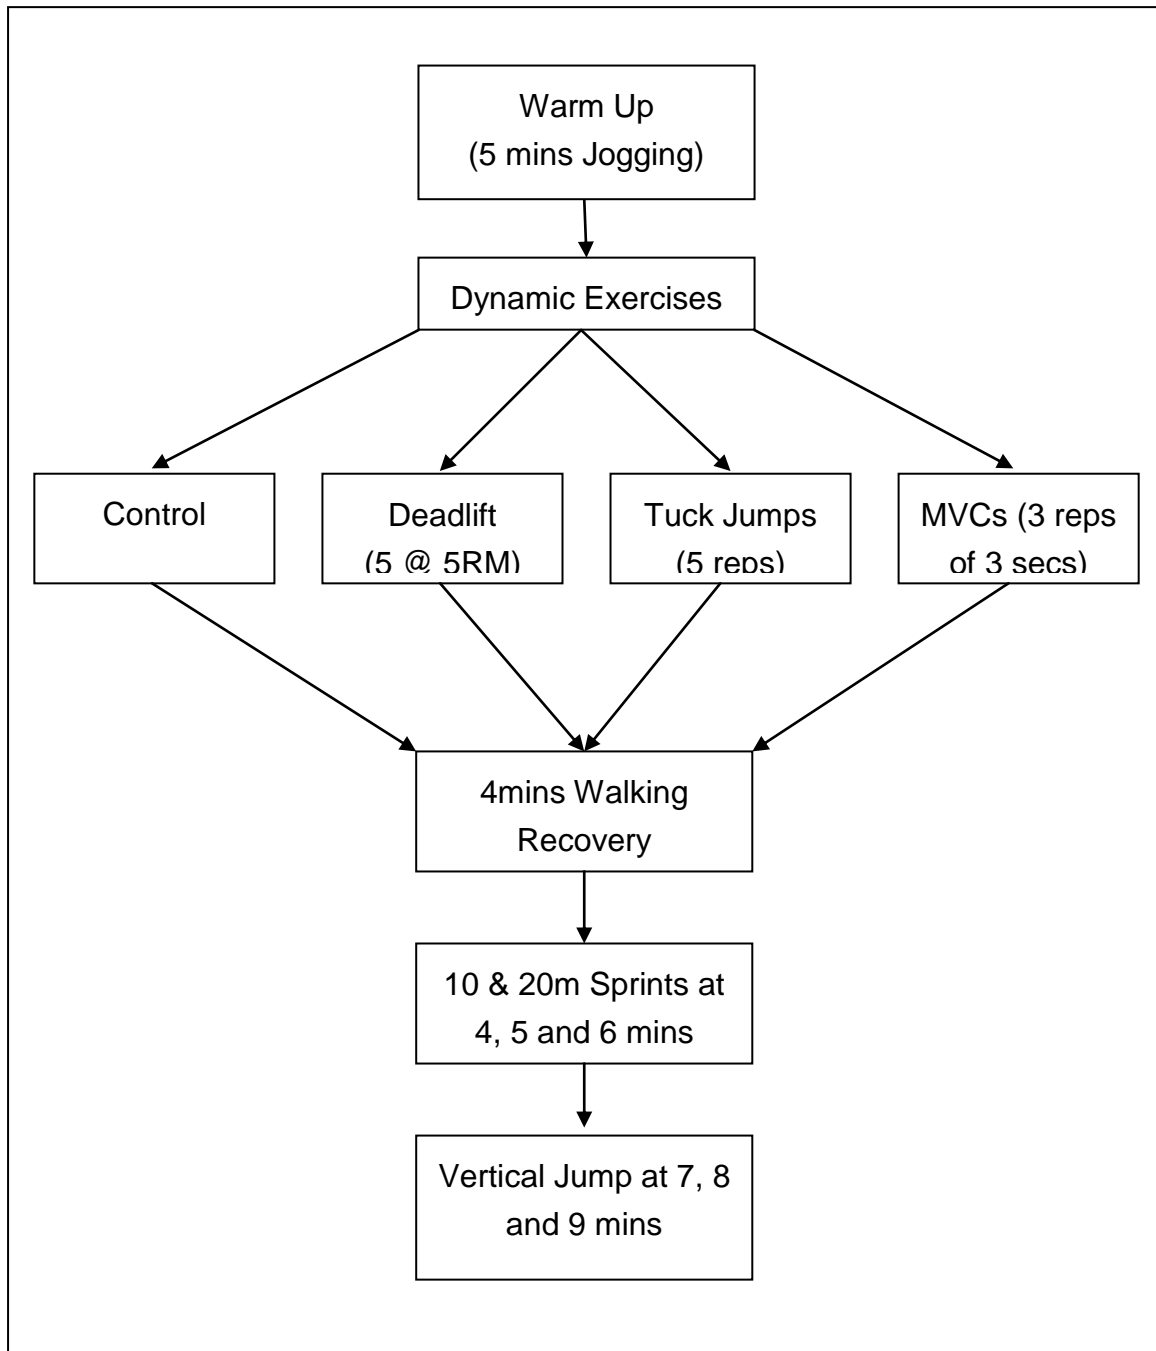 Warm Up
(5 mins Jogging)
Dynamic Exercises
Control
Deadlift
(5 @ 5RM)
Tuck Jumps
(5 reps)
MVCs (3 reps
of 3 secs)
4mins Walking
Recovery
10 & 20m Sprints at
4, 5 and 6 mins
Vertical Jump at 7, 8
and 9 mins